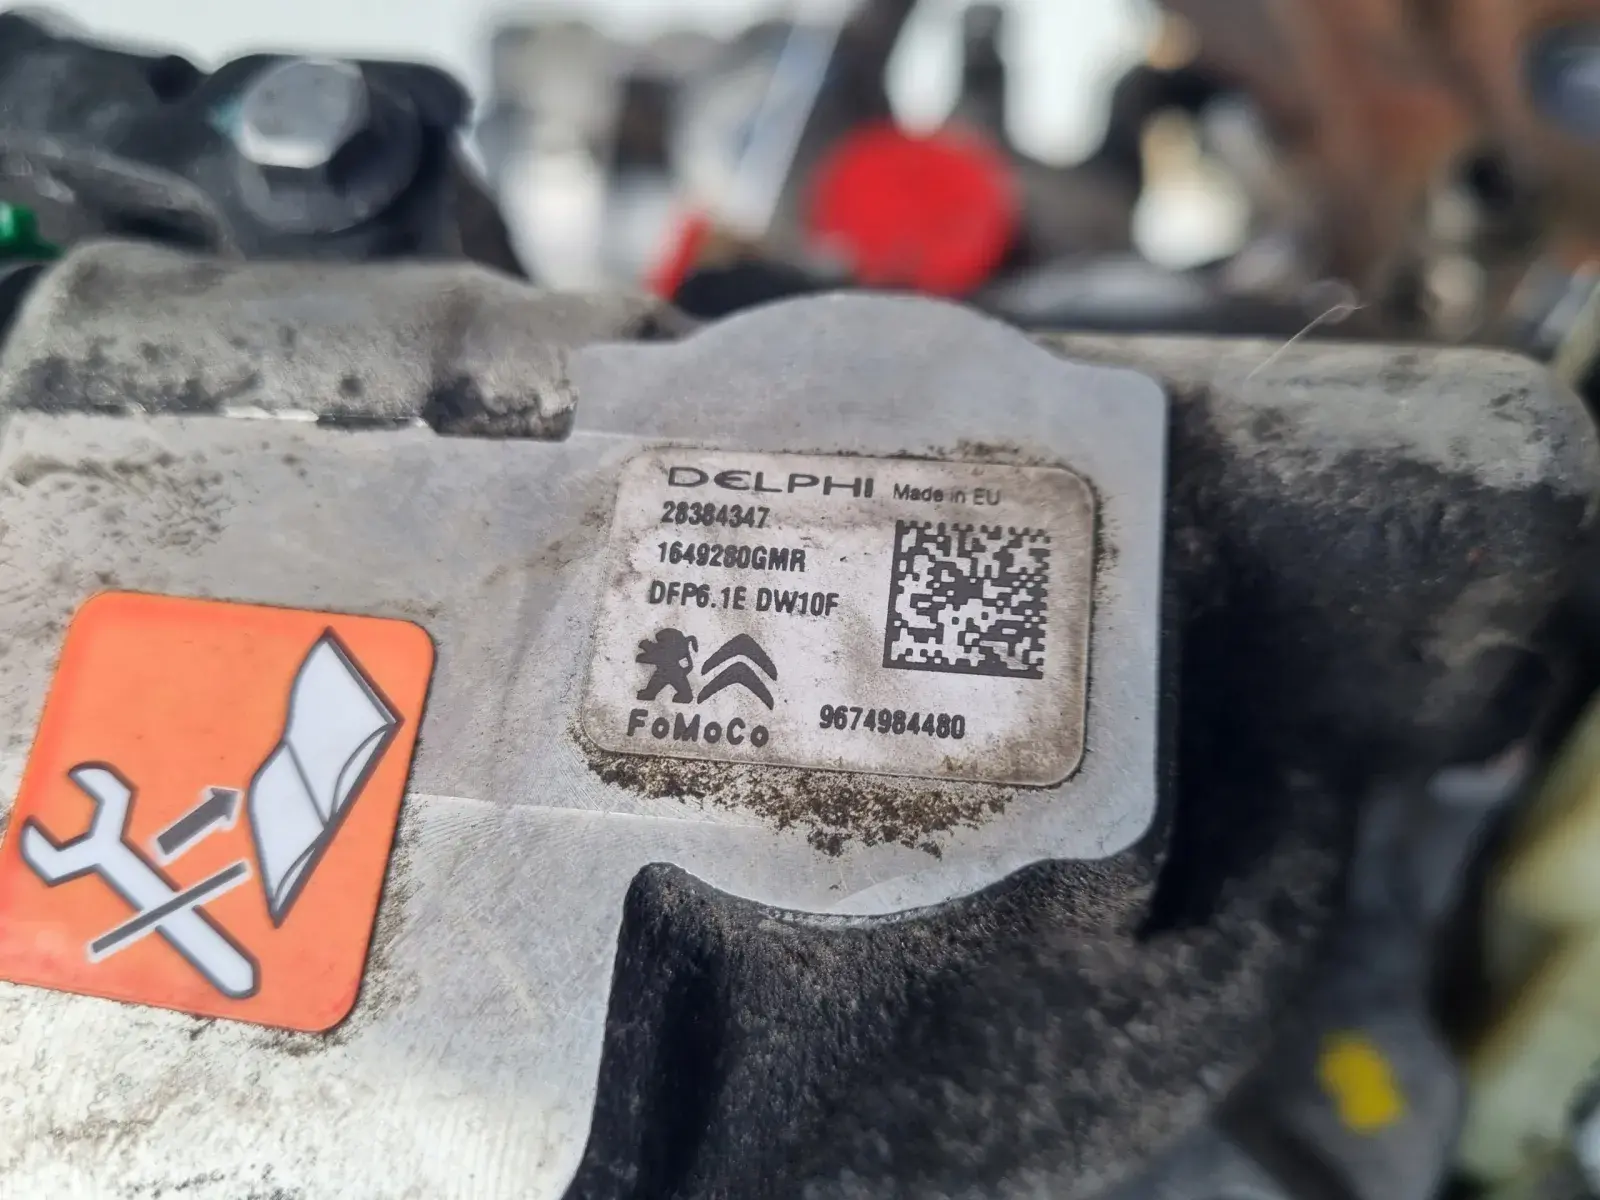 DELPHI Made in EU
28384347
1649280GMR
DFP6.1E DW10F
FoMoCo
9674984480